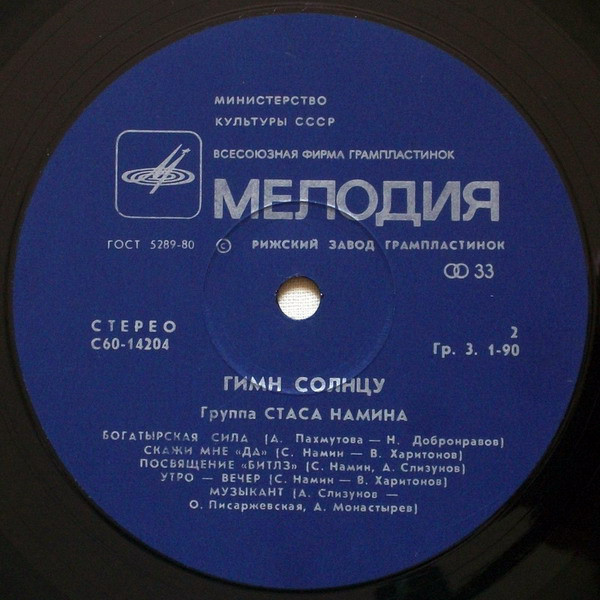 МИНИСТЕРСТВО
КУЛЬТУРЫ СССР
ВСЕСОЮЗНАЯ ФИРМА ГРАМПЛАСТИНОК
МЕЛОДИЯ
ГОСТ 5289-80 © РИЖСКИЙ ЗАВОД ГРАМПЛАСТИНОК
33
СТЕРЕО 2
С60-14204 Гр. 3. 1-90
ГИМН СОЛНЦУ
Группа СТАСА НАМИНА
БОГАТЫРСКАЯ СИЛА (А. Пахмутова — Н. Добронравов)
СКАЖИ МНЕ «ДА» (С. Намин — В. Харитонов)
ПОСВЯЩЕНИЕ «БИТЛЗ» (С. Намин, А. Слизунов)
УТРО — ВЕЧЕР (С. Намин — В. Харитонов)
МУЗЫКАНТ (А. Слизунов —
О. Писаржевская, А. Монастырев)